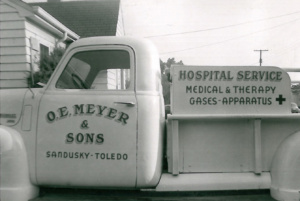 O.E. MEYER
&
SONS
SANDUSKY-TOLEDO
HOSPITAL SERVICE
MEDICAL & THERAPY
GASES-APPARATUS